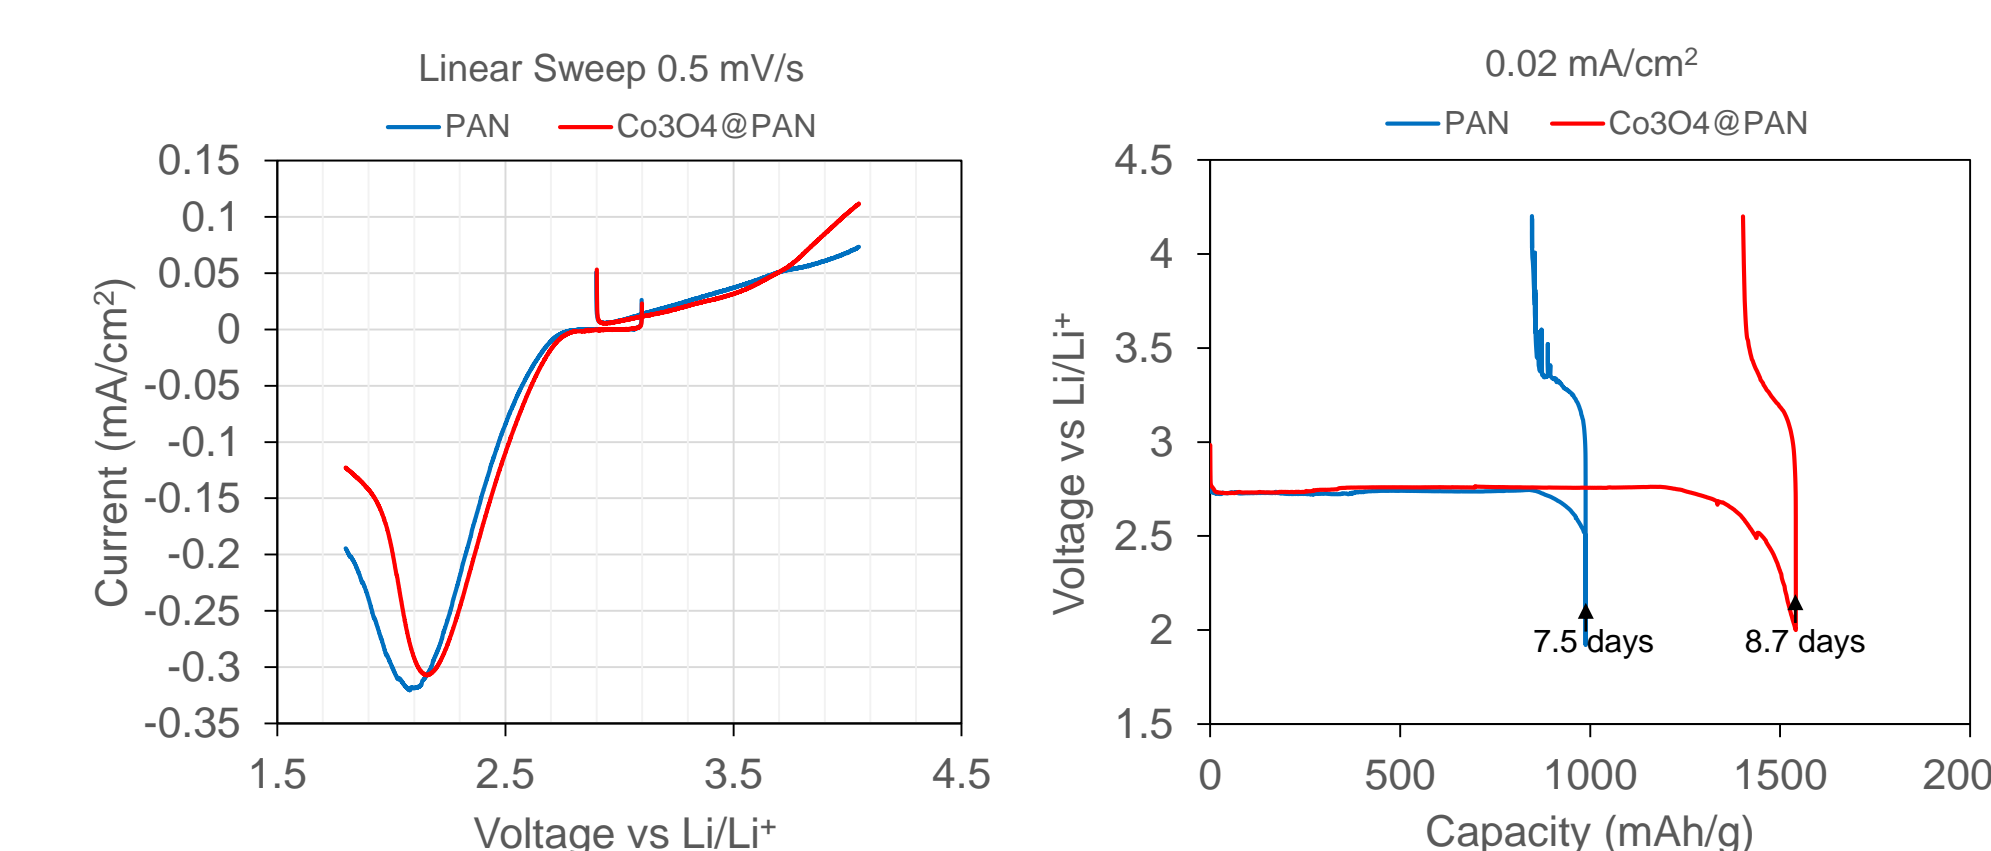 Linear Sweep 0.5 mV/s
PAN Co3O4@PAN
0.15
0.1
0.05
0
-0.05
-0.1
-0.15
-0.2
-0.25
-0.3
-0.35
Current (mA/cm²)
1.5 2.5 3.5 4.5
Voltage vs Li/Li⁺
0.02 mA/cm²
PAN Co3O4@PAN
4.5
4
3.5
3
2.5
2
1.5
Voltage vs Li/Li⁺
7.5 days 8.7 days
0 500 1000 1500 200
Capacity (mAh/g)